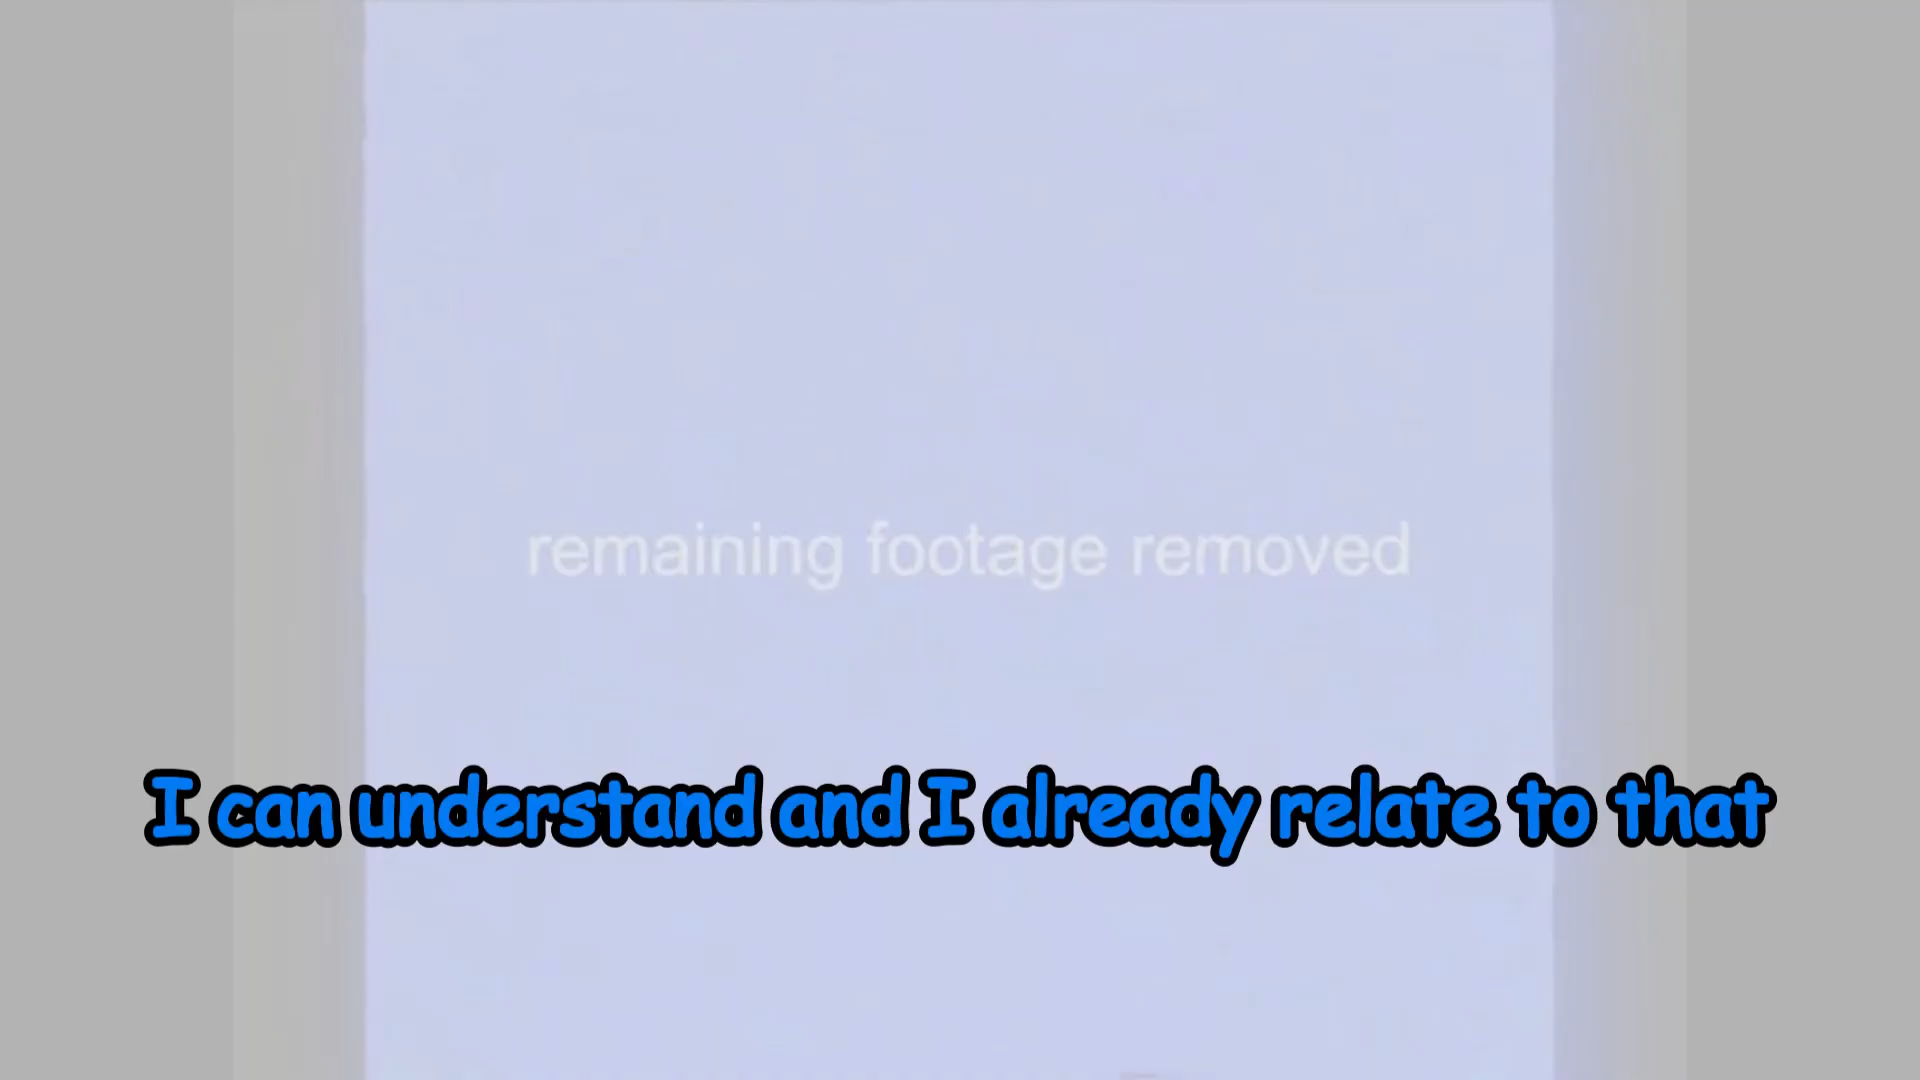 remaining footage removed
I can understand and I already relate to that